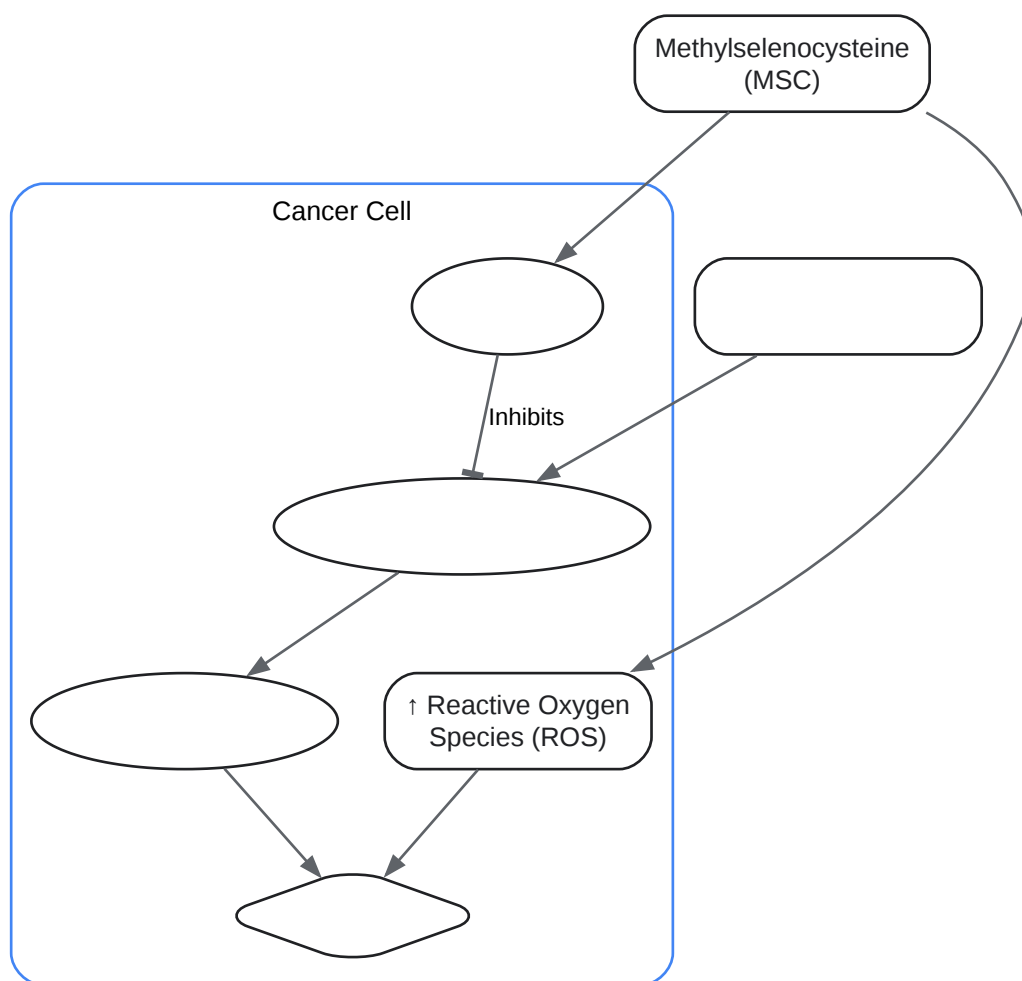 Methylselenocysteine
(MSC)
Cancer Cell
Inhibits
↑ Reactive Oxygen
Species (ROS)